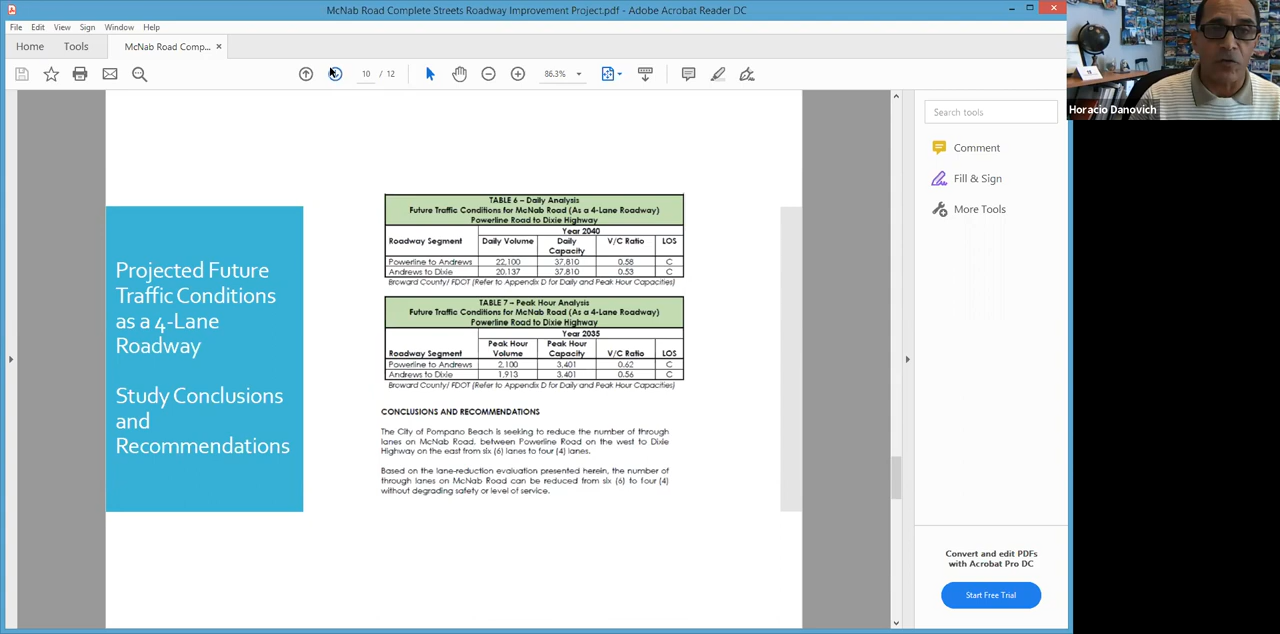 McNab Road Complete Streets Roadway Improvement Project.pdf - Adobe Acrobat Reader DC
File Edit View Sign Window Help
Home Tools McNab Road Comp... ×
10 / 12 86.3%
Horacio Danovich
Search tools
Comment
Fill & Sign
More Tools
Projected Future
Traffic Conditions
as a 4-Lane
Roadway
Study Conclusions
and
Recommendations
TABLE 6 – Daily Analysis
Future Traffic Conditions for McNab Road (As a 4-Lane Roadway)
Powerline Road to Dixie Highway
Year 2040
Roadway Segment Daily Volume Daily Capacity V/C Ratio LOS
Powerline to Andrews 22,100 37,810 0.58 C
Andrews to Dixie 20,137 37,810 0.53 C
Broward County/ FDOT (Refer to Appendix D for Daily and Peak Hour Capacities)
TABLE 7 – Peak Hour Analysis
Future Traffic Conditions for McNab Road (As a 4-Lane Roadway)
Powerline Road to Dixie Highway
Year 2035
Roadway Segment Peak Hour Volume Peak Hour Capacity V/C Ratio LOS
Powerline to Andrews 2,100 3,401 0.62 C
Andrews to Dixie 1,913 3,401 0.56 C
Broward County/ FDOT (Refer to Appendix D for Daily and Peak Hour Capacities)
CONCLUSIONS AND RECOMMENDATIONS
The City of Pompano Beach is seeking to reduce the number of through
lanes on McNab Road, between Powerline Road on the west to Dixie
Highway on the east from six (6) lanes to four (4) lanes.
Based on the lane-reduction evaluation presented herein, the number of
through lanes on McNab Road can be reduced from six (6) to four (4)
without degrading safety or level of service.
Convert and edit PDFs
with Acrobat Pro DC
Start Free Trial